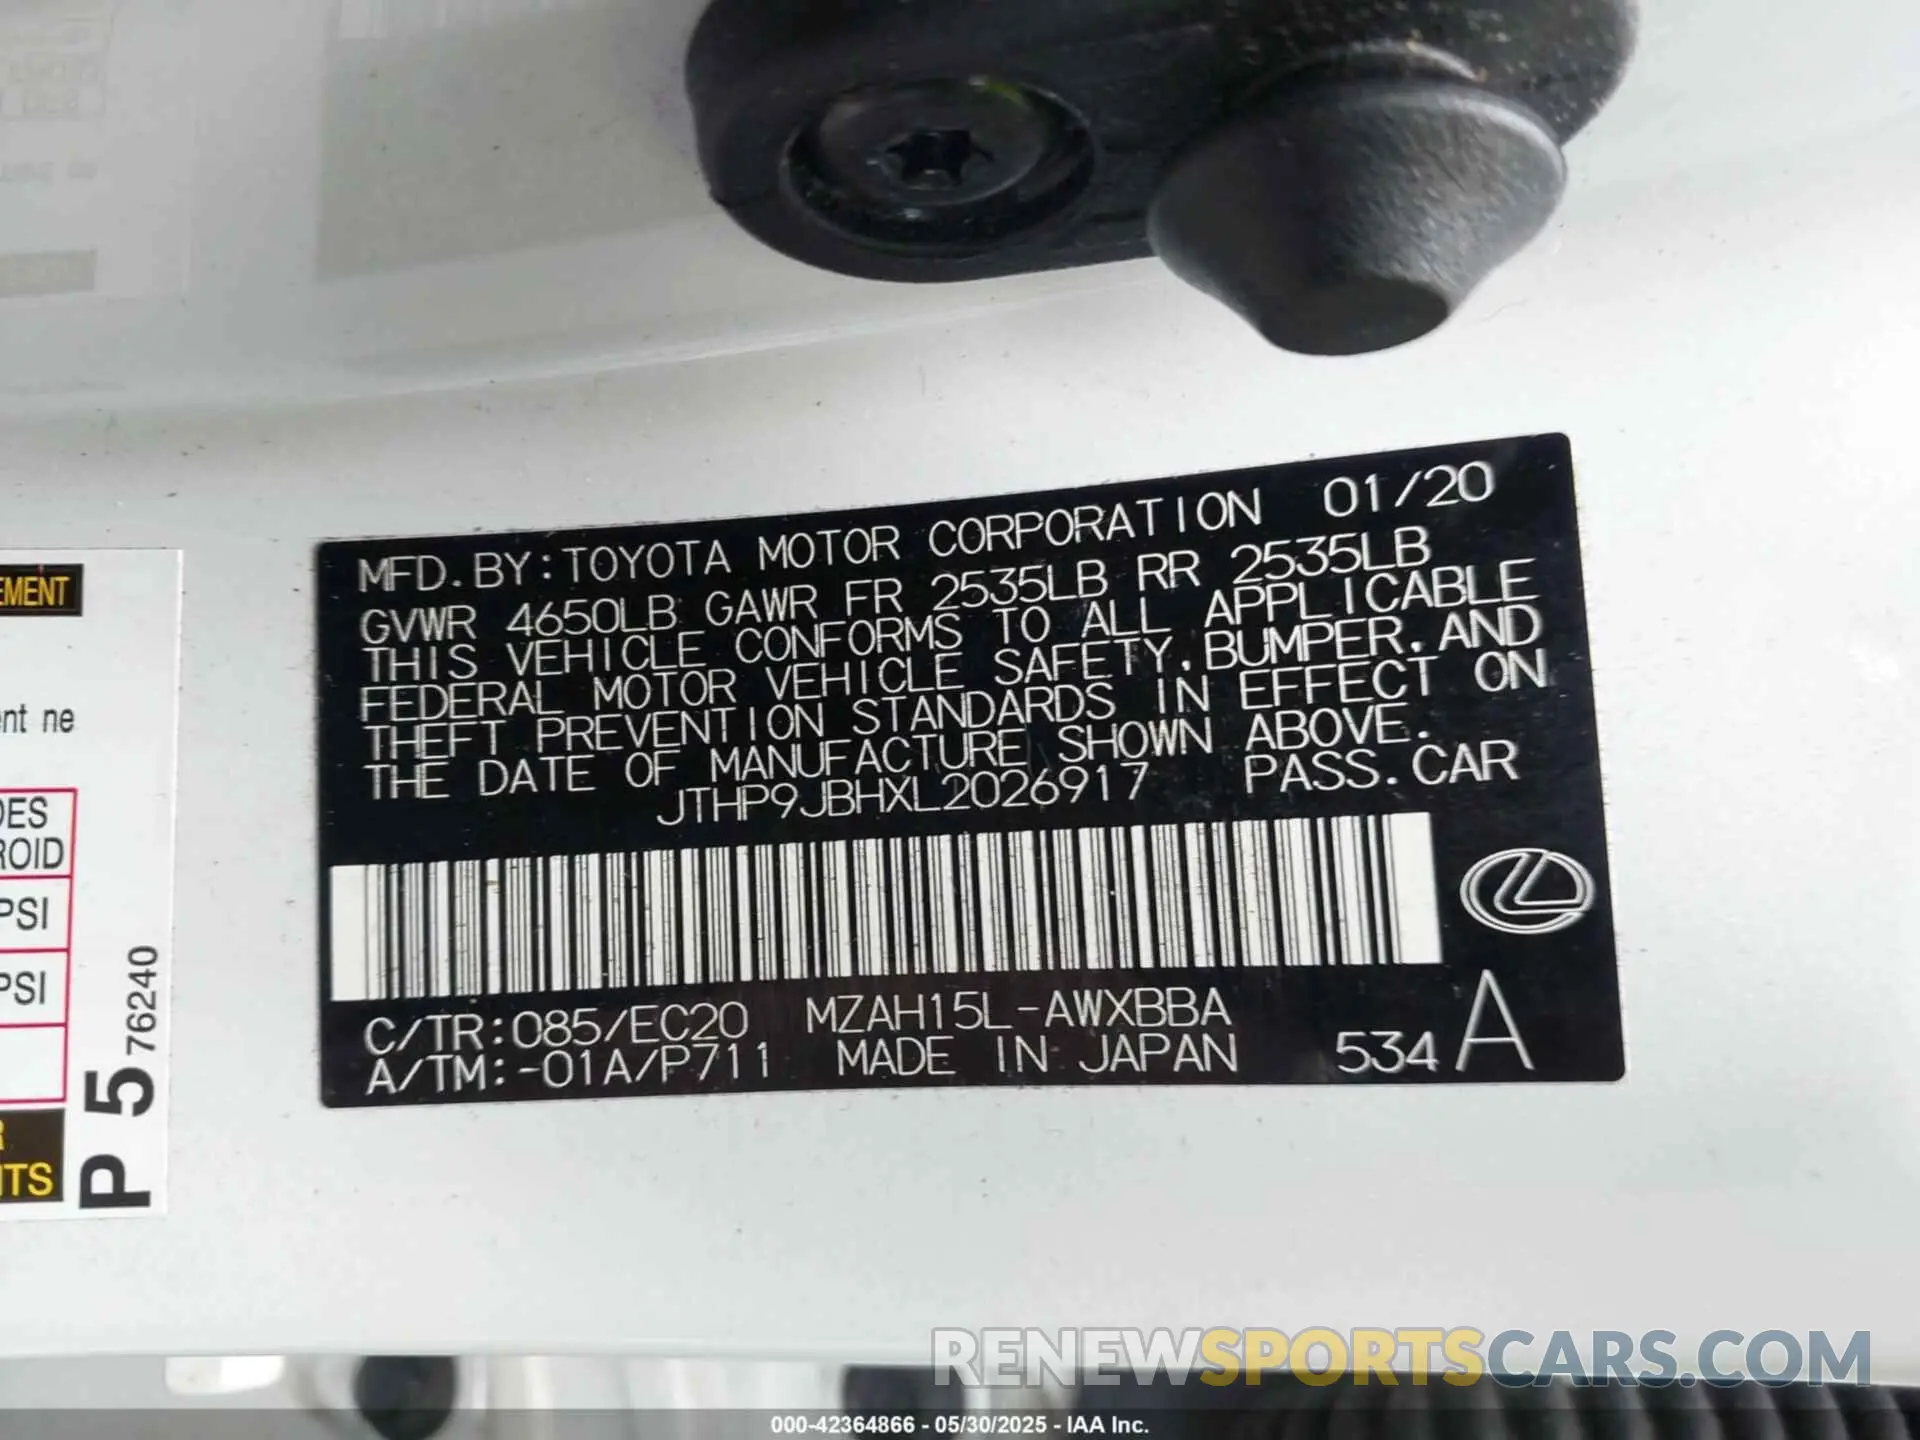 MFD.BY:TOYOTA MOTOR CORPORATION 01/20
GVWR 4650LB GAWR FR 2535LB RR 2535LB
THIS VEHICLE CONFORMS TO ALL APPLICABLE
FEDERAL MOTOR VEHICLE SAFETY,BUMPER,AND
THEFT PREVENTION STANDARDS IN EFFECT ON
THE DATE OF MANUFACTURE SHOWN ABOVE.
JTHP9JBHXL2026917 PASS.CAR
C/TR:085/EC20 MZAH15L-AWXBBA
A/TM:-01A/P711 MADE IN JAPAN 534 A
EMENT
nt ne
DES
ROID
PSI
PSI
R
ITS
P 5 76240
RENEWSPORTSCARS.COM
000-42364866 - 05/30/2025 - IAA Inc.